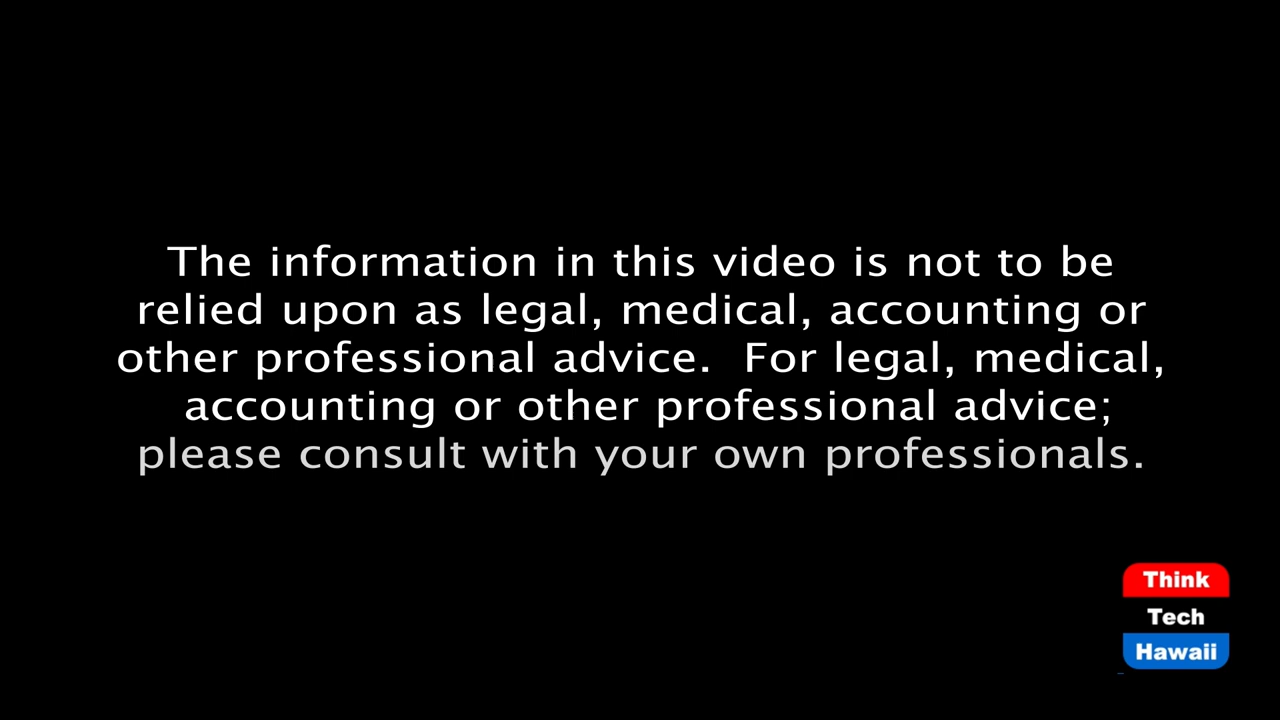 The information in this video is not to be
relied upon as legal, medical, accounting or
other professional advice.  For legal, medical,
accounting or other professional advice;
please consult with your own professionals.
Think
Tech
Hawaii